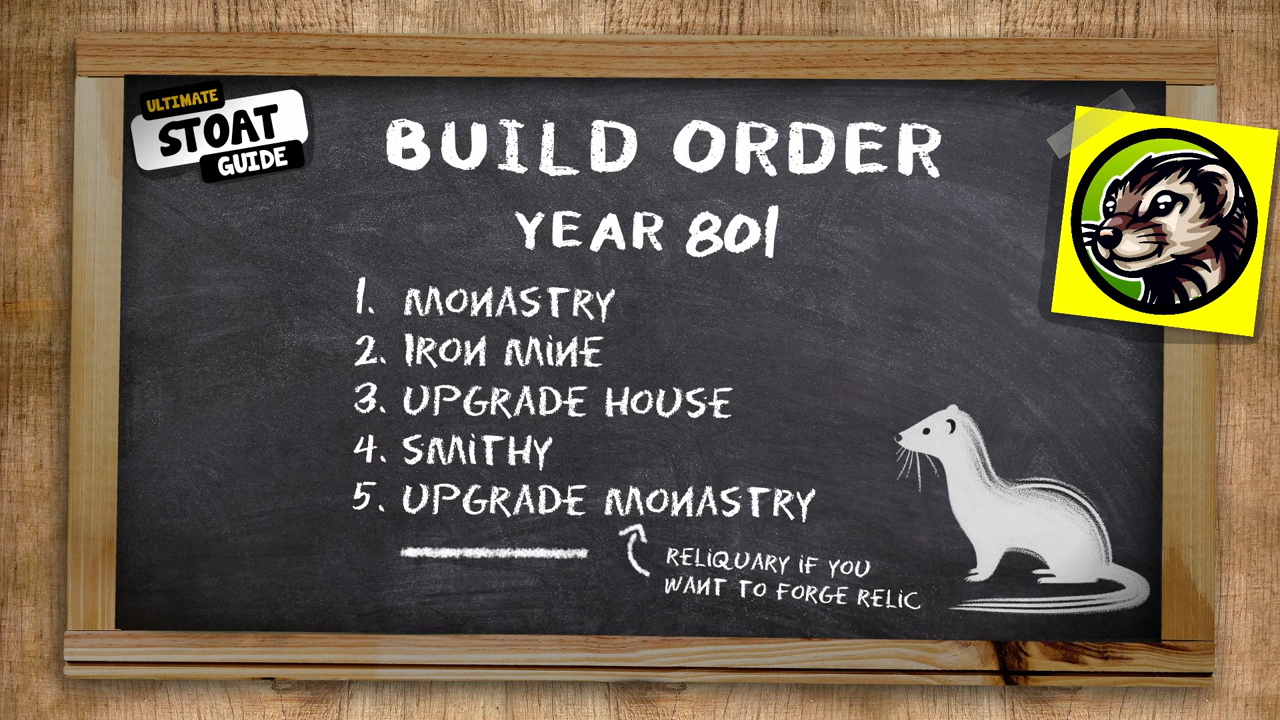 ULTIMATE
STOAT
GUIDE
BUILD ORDER
YEAR 801
1. MONASTRY
2. IRON MINE
3. UPGRADE HOUSE
4. SMITHY
5. UPGRADE MONASTRY
RELIQUARY IF YOU
WANT TO FORGE RELIC